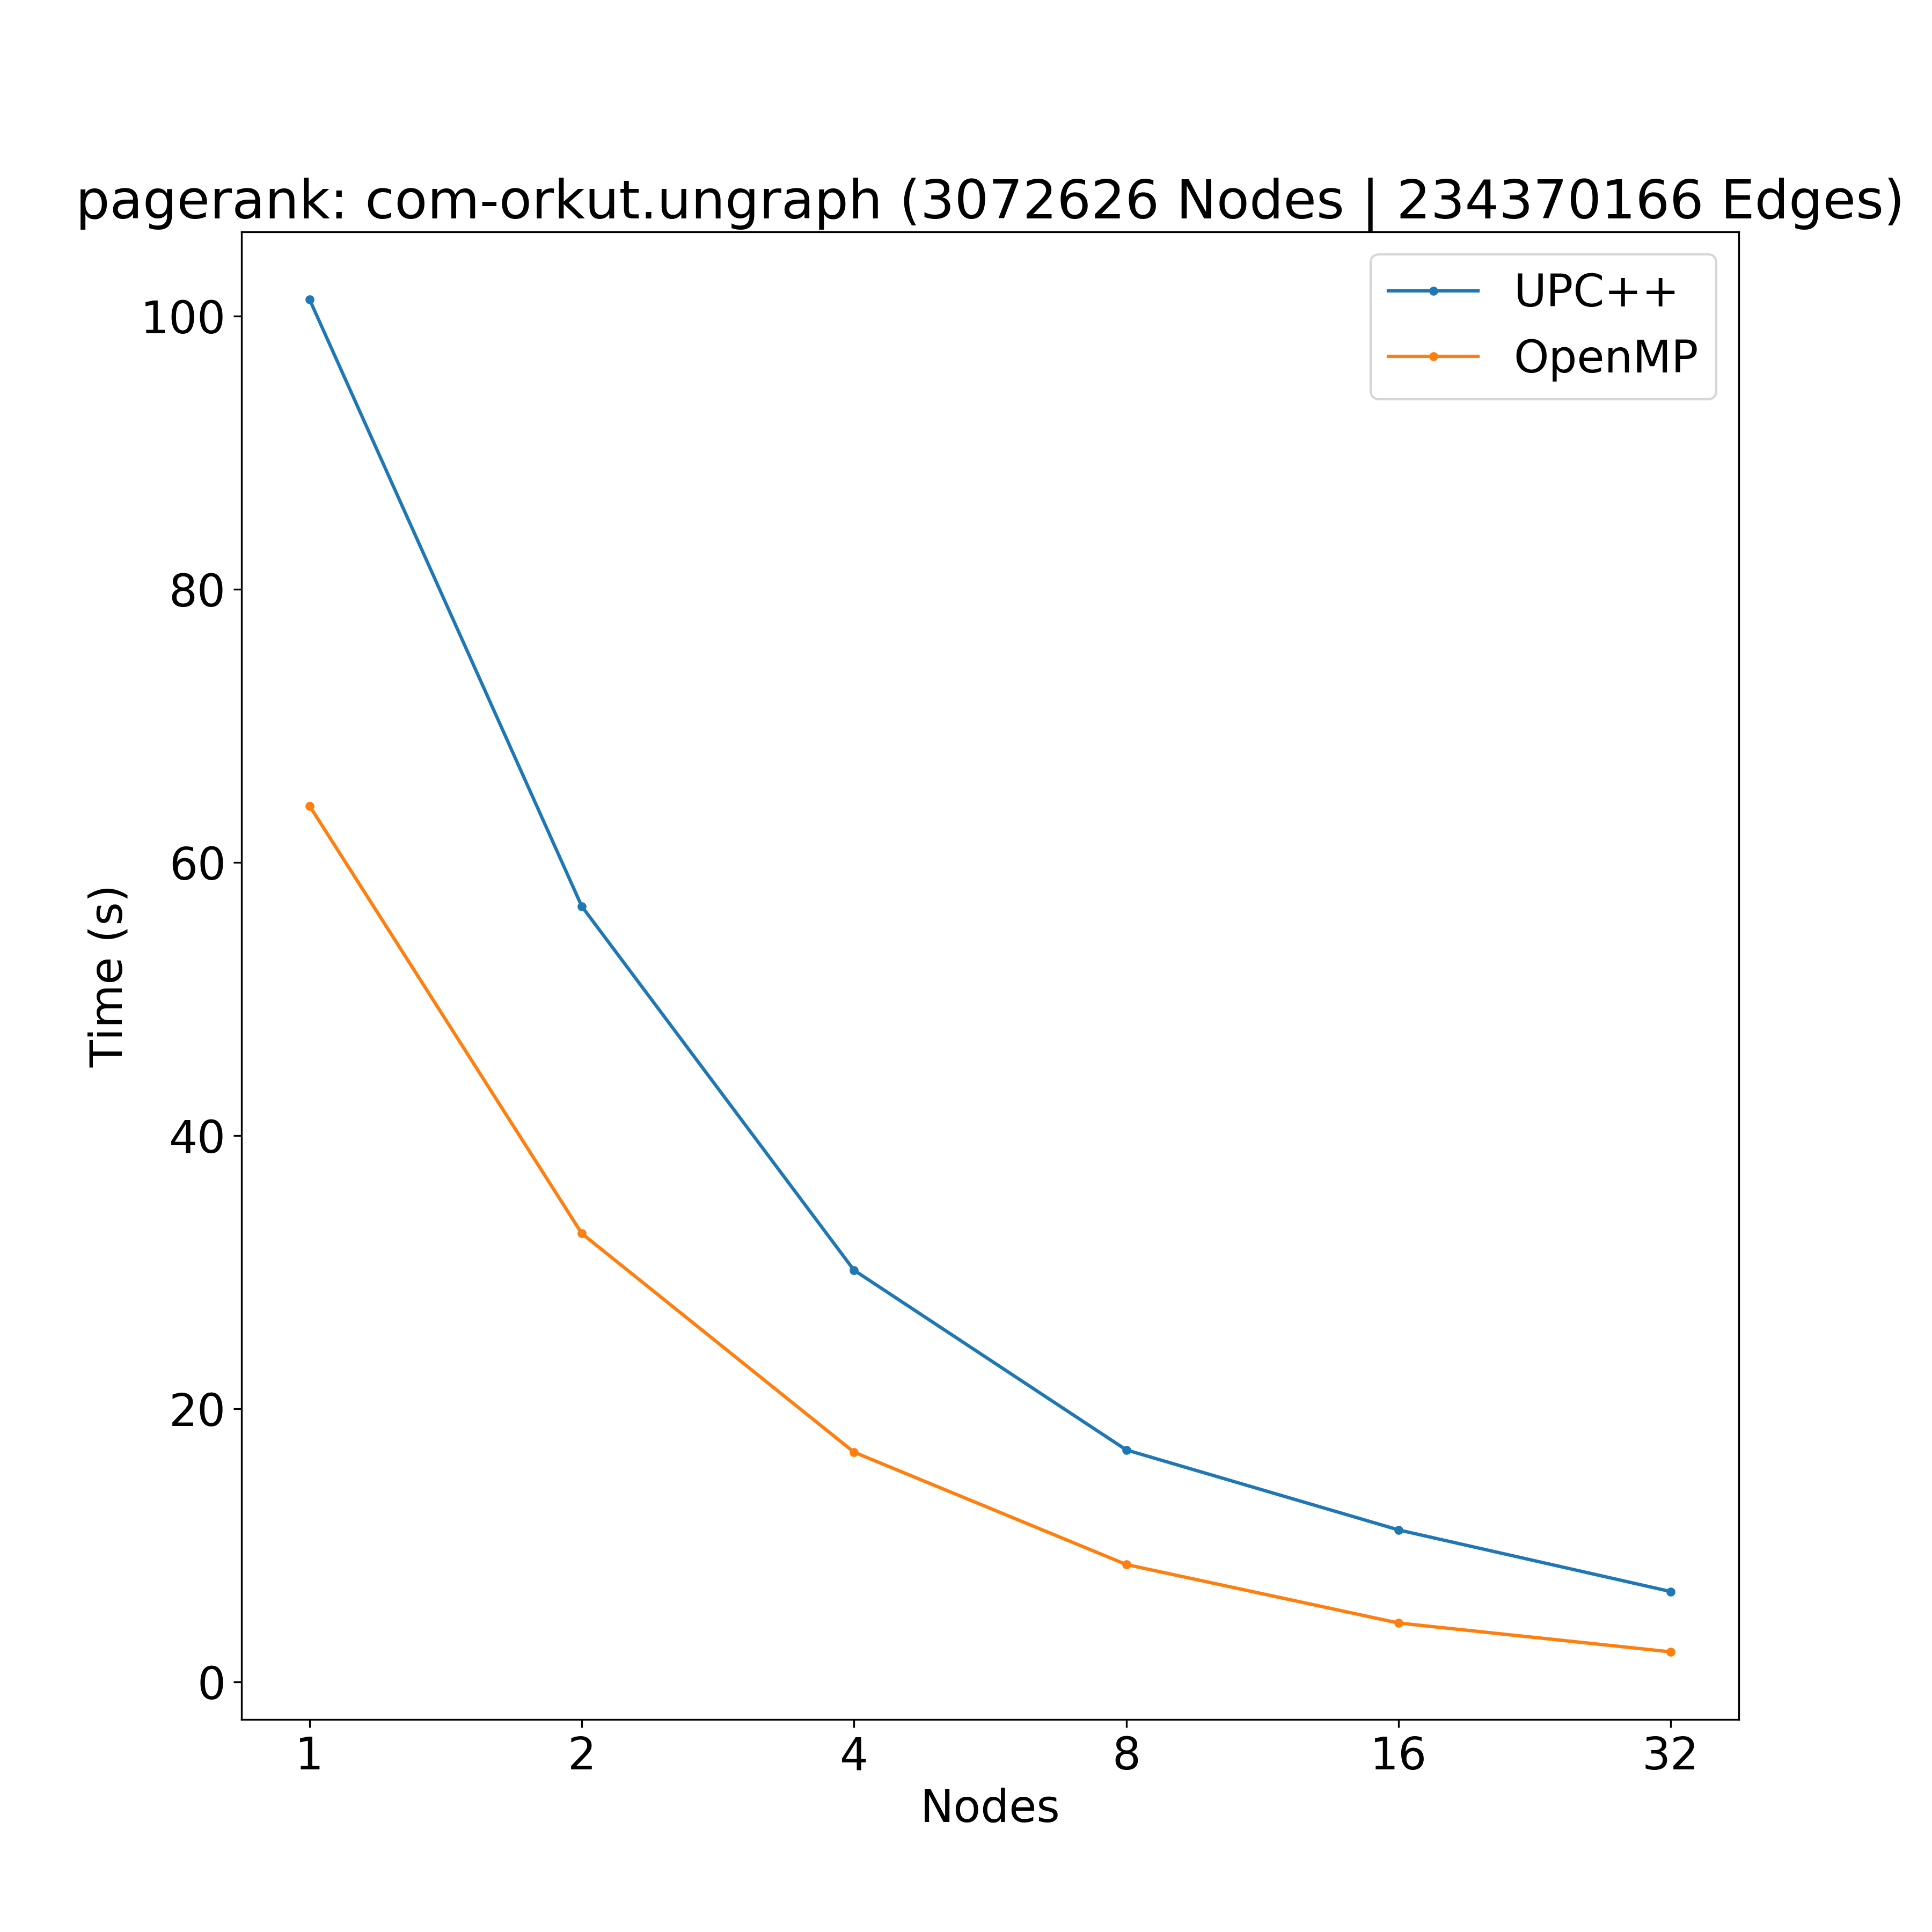 pagerank: com-orkut.ungraph (3072626 Nodes | 234370166 Edges)
UPC++
OpenMP
100
80
60
40
20
0
Time (s)
1 2 4 8 16 32
Nodes